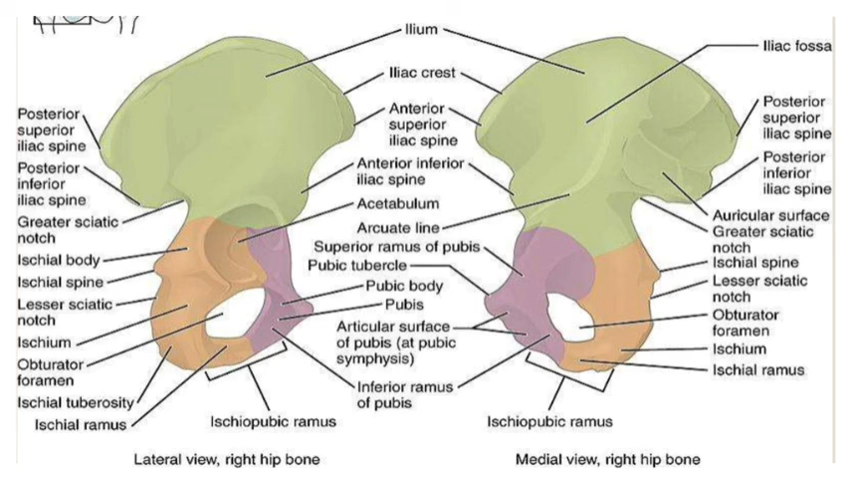 Ilium
Iliac fossa
Iliac crest
Posterior
superior
iliac spine
Anterior
superior
iliac spine
Posterior
superior
iliac spine
Posterior
inferior
iliac spine
Anterior inferior
iliac spine
Posterior
inferior
iliac spine
Acetabulum
Greater sciatic
notch
Arcuate line
Auricular surface
Greater sciatic
notch
Superior ramus of pubis
Ischial body
Pubic tubercle
Ischial spine
Ischial spine
Pubic body
Lesser sciatic
notch
Pubis
Lesser sciatic
notch
Obturator
foramen
Ischium
Articular surface
of pubis (at pubic
symphysis)
Ischium
Obturator
foramen
Ischial ramus
Inferior ramus
of pubis
Ischial tuberosity
Ischial ramus
Ischiopubic ramus
Ischiopubic ramus
Lateral view, right hip bone
Medial view, right hip bone